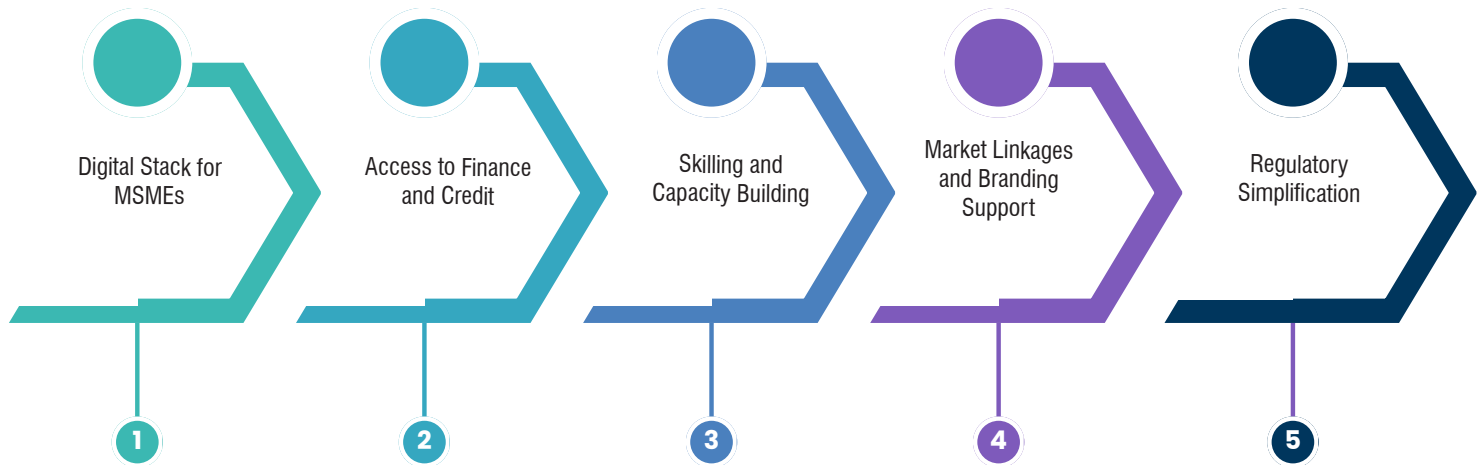 Digital Stack for
MSMEs
Access to Finance
and Credit
Skilling and
Capacity Building
Market Linkages
and Branding
Support
Regulatory
Simplification
1
2
3
4
5